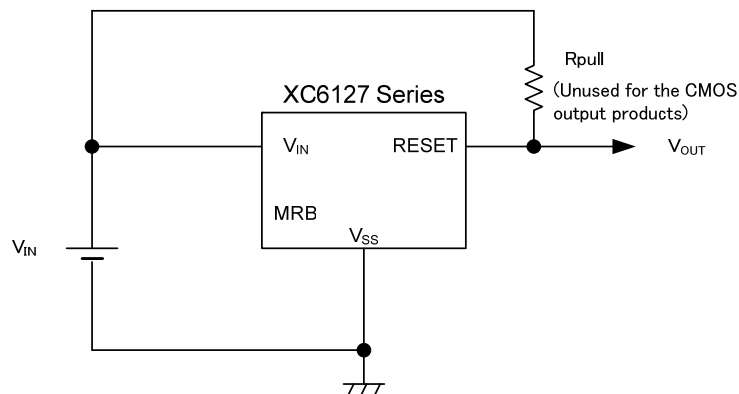 Rpull
(Unused for the CMOS
output products)
XC6127 Series
VIN
RESET
VOUT
MRB
VSS
VIN